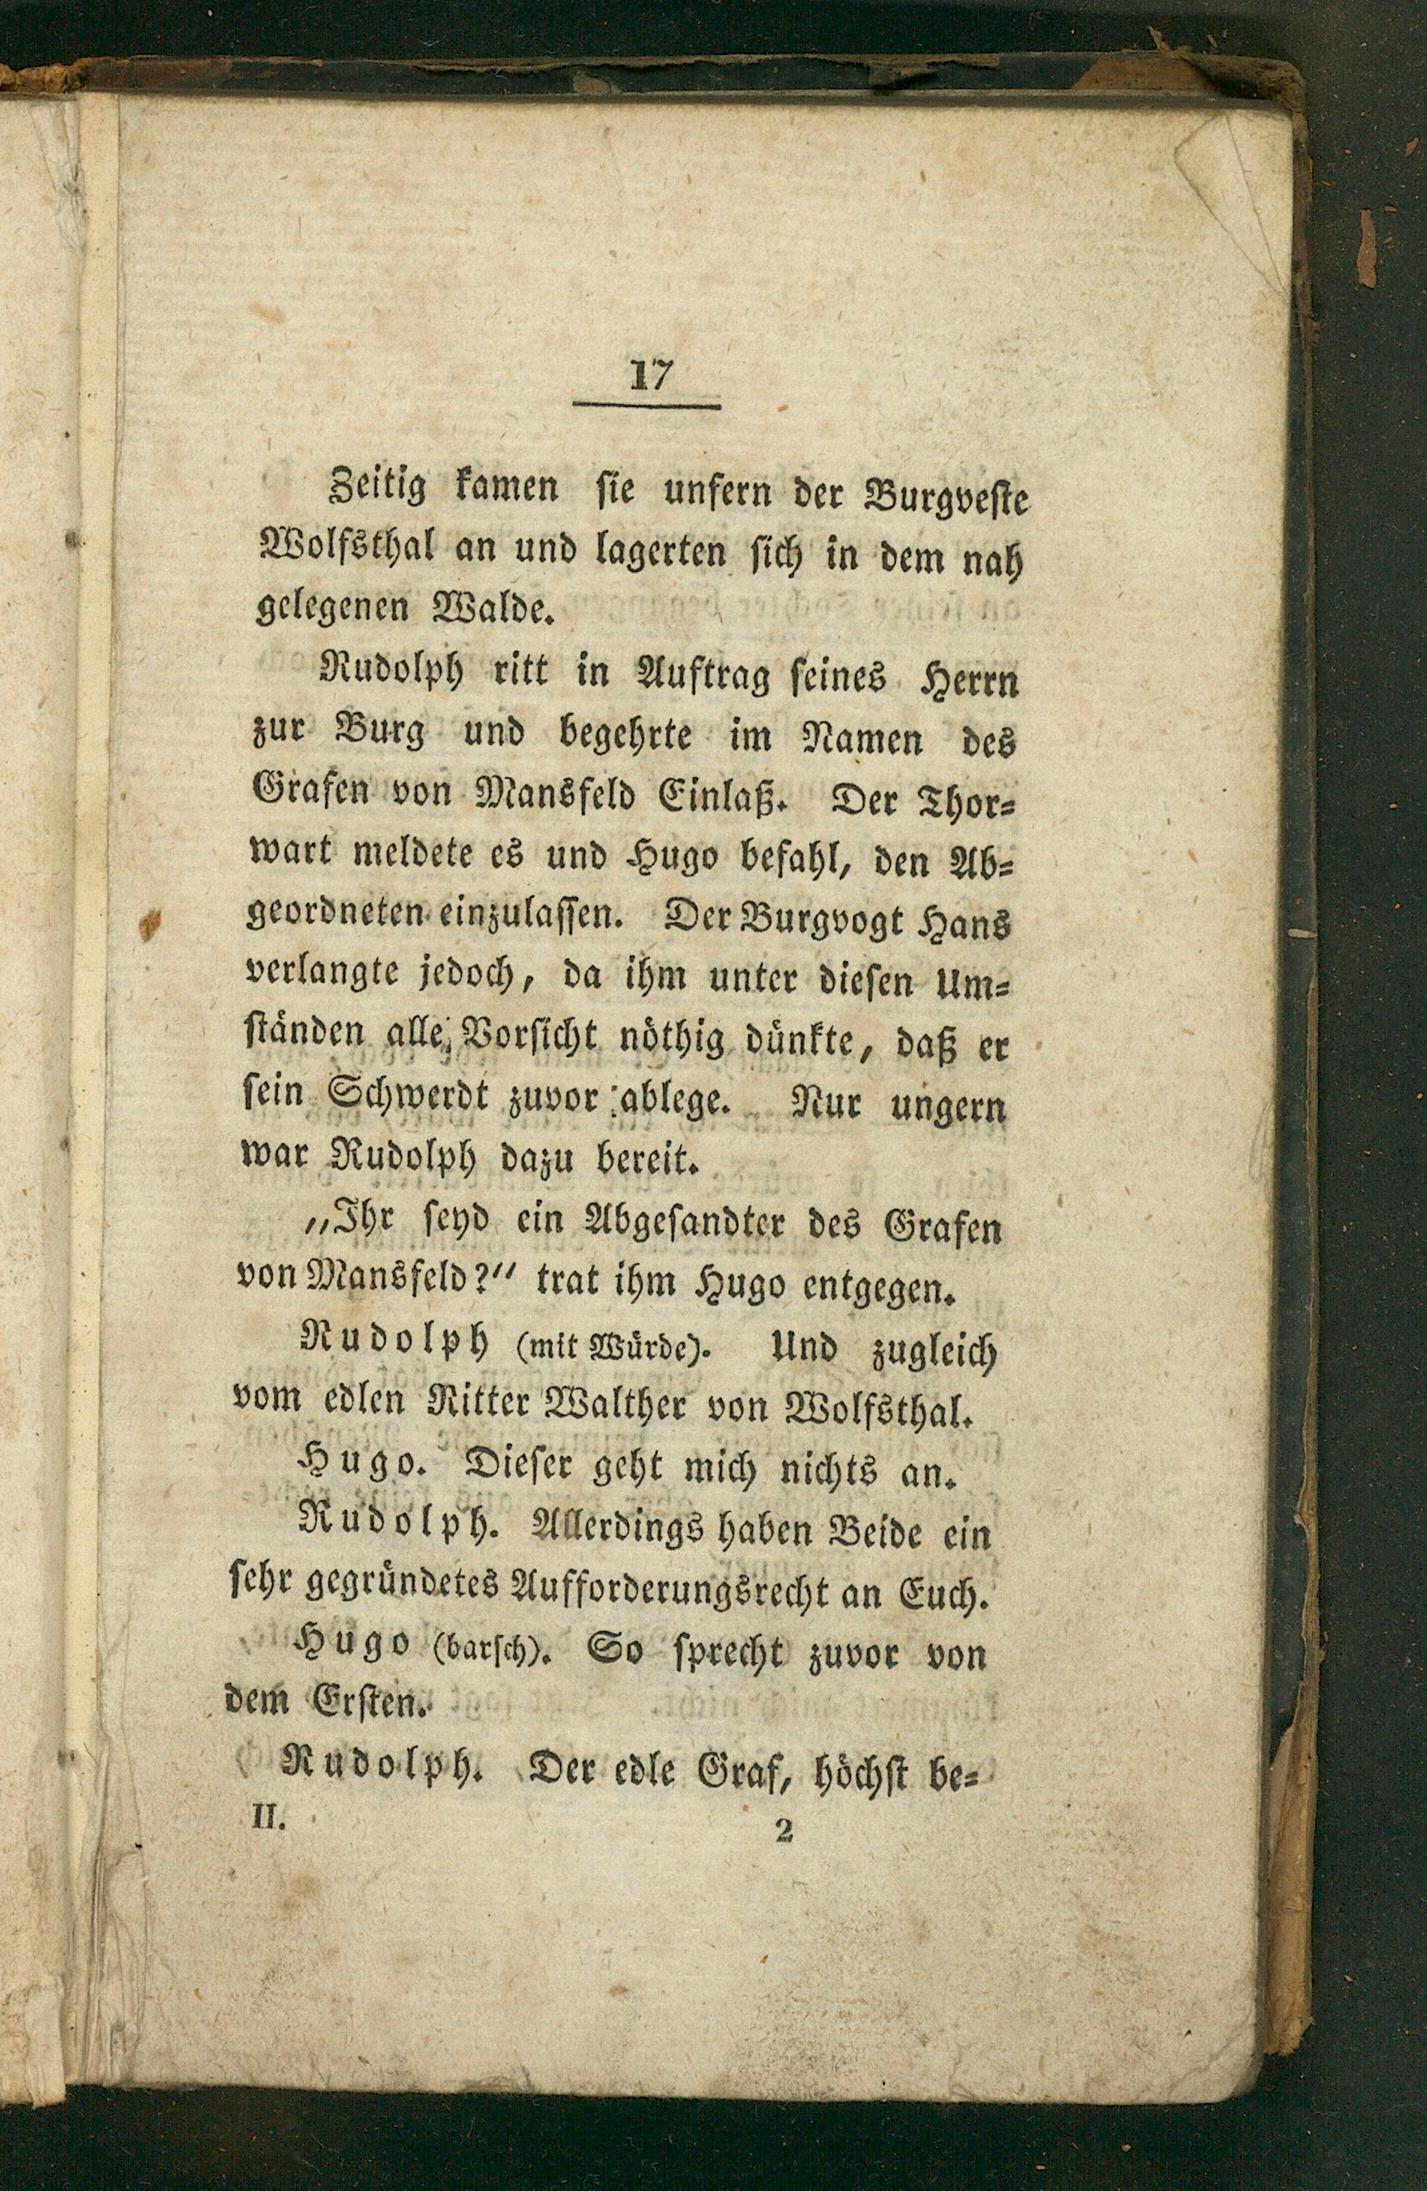 17
Zeitig kamen sie unfern der Burgveste
Wolfsthal an und lagerten sich in dem nah
gelegenen Walde.
Rudolph ritt in Auftrag seines Herrn
zur Burg und begehrte im Namen des
Grafen von Mansfeld Einlaß. Der Thor=
wart meldete es und Hugo befahl, den Ab=
geordneten einzulassen. Der Burgvogt Hans
verlangte jedoch, da ihm unter diesen Um=
ständen alle Vorsicht nöthig dünkte, daß er
sein Schwerdt zuvor ablege. Nur ungern
war Rudolph dazu bereit.
„Ihr seyd ein Abgesandter des Grafen
von Mansfeld?“ trat ihm Hugo entgegen.
Rudolph (mit Würde). Und zugleich
vom edlen Ritter Walther von Wolfsthal.
Hugo. Dieser geht mich nichts an.
Rudolph. Allerdings haben Beide ein
sehr gegründetes Aufforderungsrecht an Euch.
Hugo (barsch). So sprecht zuvor von
dem Ersten.
Rudolph. Der edle Graf, höchst be=
II. 2